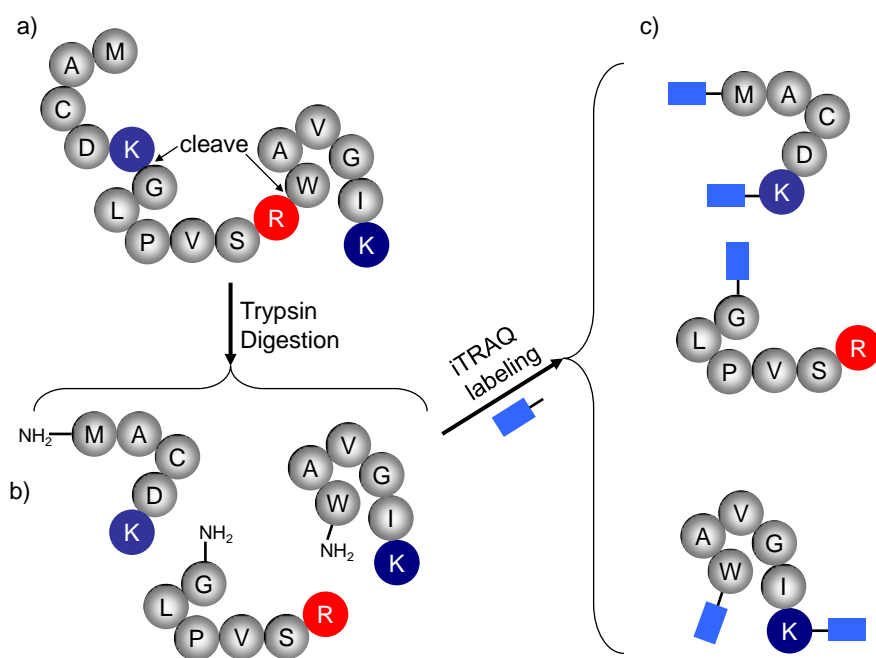 a)
M
A
C
D
K
cleave
G
L
P
V
S
R
W
A
V
G
I
K
Trypsin
Digestion
b)
NH2
M
A
C
D
K
NH2
G
L
P
V
S
R
NH2
W
A
V
G
I
K
iTRAQ
labeling
c)
M
A
C
D
K
G
L
P
V
S
R
W
A
V
G
I
K